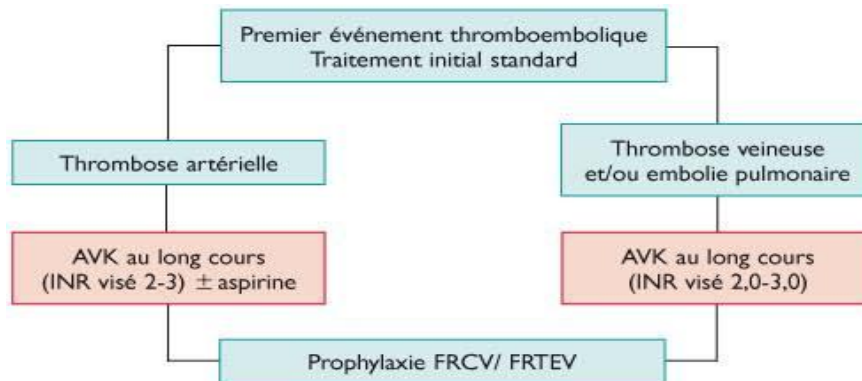 Premier événement thromboembolique
Traitement initial standard
Thrombose artérielle
Thrombose veineuse
et/ou embolie pulmonaire
AVK au long cours
(INR visé 2-3) ± aspirine
AVK au long cours
(INR visé 2,0-3,0)
Prophylaxie FRCV/ FRTEV